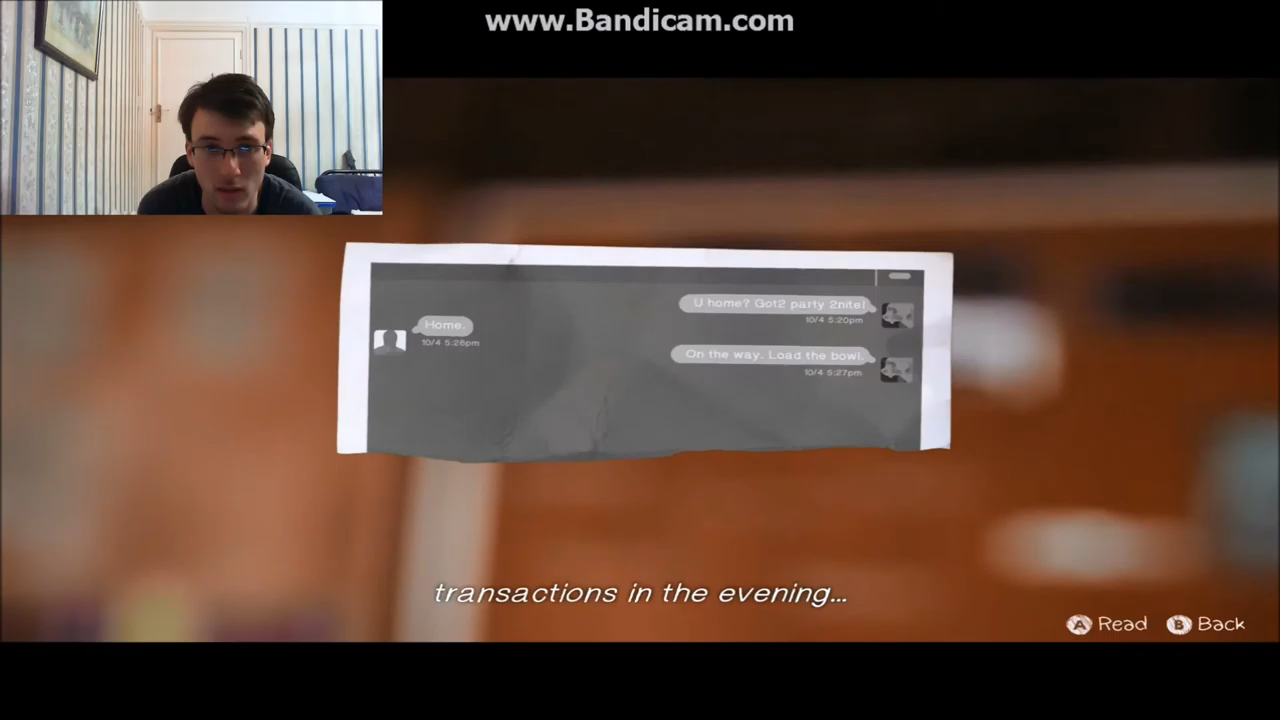 www.Bandicam.com
U home? Got2 party 2nite!
10/4 5:20pm
Home.
10/4 5:26pm
On the way. Load the bowl.
10/4 5:27pm
transactions in the evening...
A Read B Back